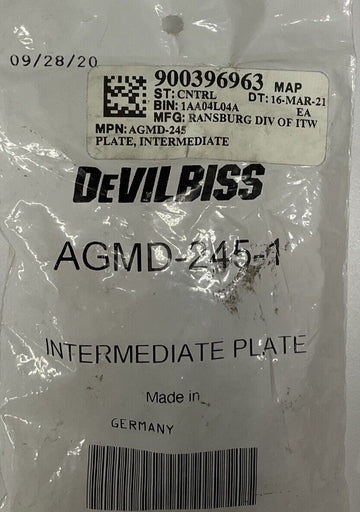 09/28/20
900396963 MAP
ST: CNTRL DT: 16-MAR-21
BIN: 1AA04L04A EA
MFG: RANSBURG DIV OF ITW
MPN: AGMD-245
PLATE, INTERMEDIATE
DEVILBISS
AGMD-245-1
INTERMEDIATE PLATE
Made in
GERMANY